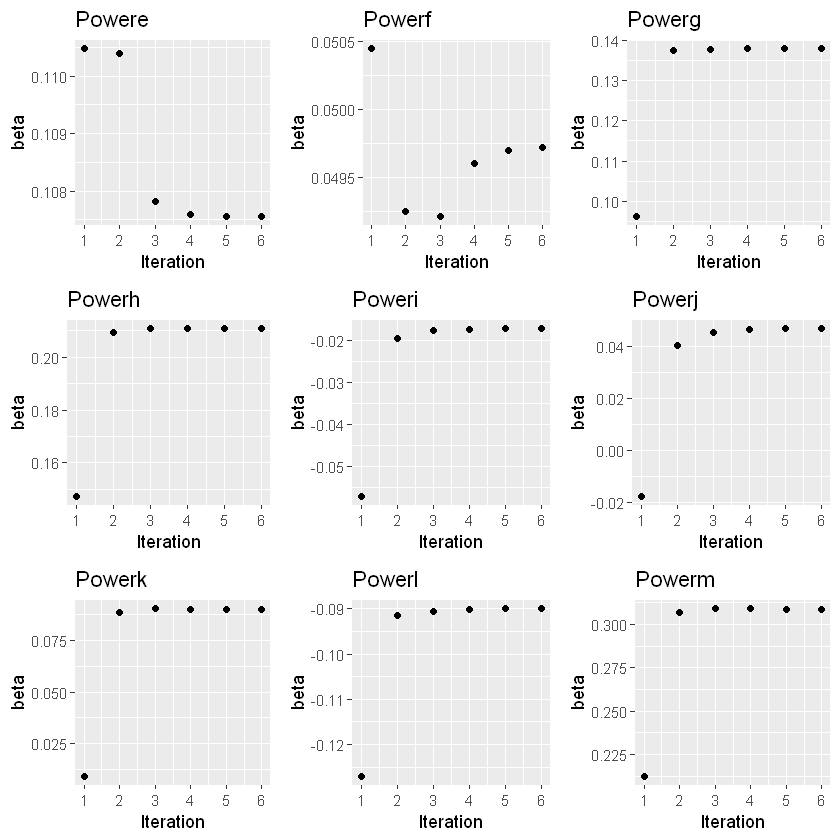 Powere
0.110
0.109
0.108
beta
1 2 3 4 5 6
Iteration
Powerf
0.0505
0.0500
0.0495
beta
1 2 3 4 5 6
Iteration
Powerg
0.14
0.13
0.12
0.11
0.10
beta
1 2 3 4 5 6
Iteration
Powerh
0.20
0.18
0.16
beta
1 2 3 4 5 6
Iteration
Poweri
-0.02
-0.03
-0.04
-0.05
beta
1 2 3 4 5 6
Iteration
Powerj
0.04
0.02
0.00
-0.02
beta
1 2 3 4 5 6
Iteration
Powerk
0.075
0.050
0.025
beta
1 2 3 4 5 6
Iteration
Powerl
-0.09
-0.10
-0.11
-0.12
beta
1 2 3 4 5 6
Iteration
Powerm
0.300
0.275
0.250
0.225
beta
1 2 3 4 5 6
Iteration